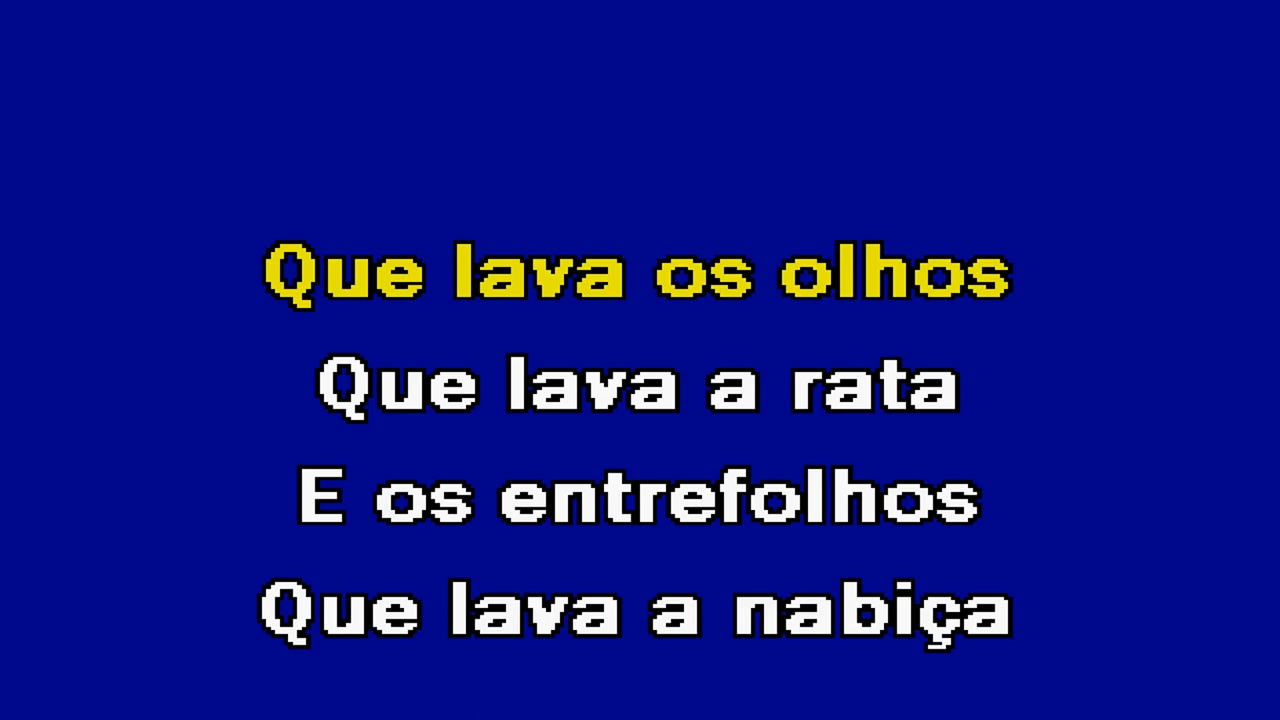 Que lava os olhos
Que lava a rata
E os entrefolhos
Que lava a nabiça